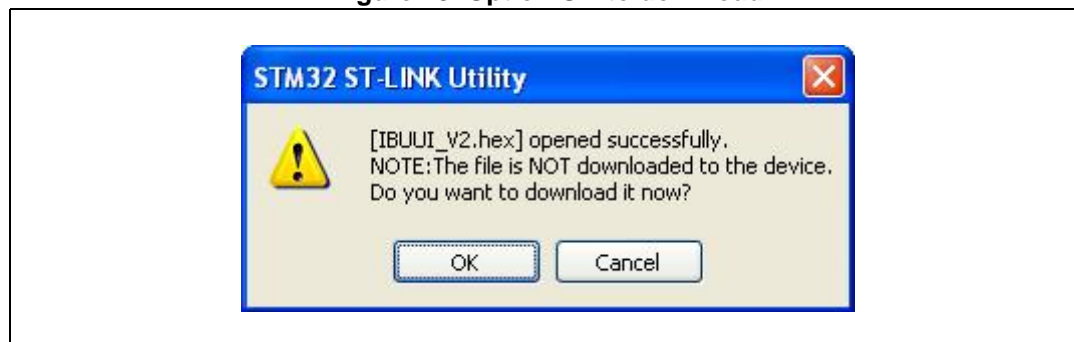 STM32 ST-LINK Utility
[IBUUI_V2.hex] opened successfully.
NOTE:The file is NOT downloaded to the device.
Do you want to download it now?
OK Cancel